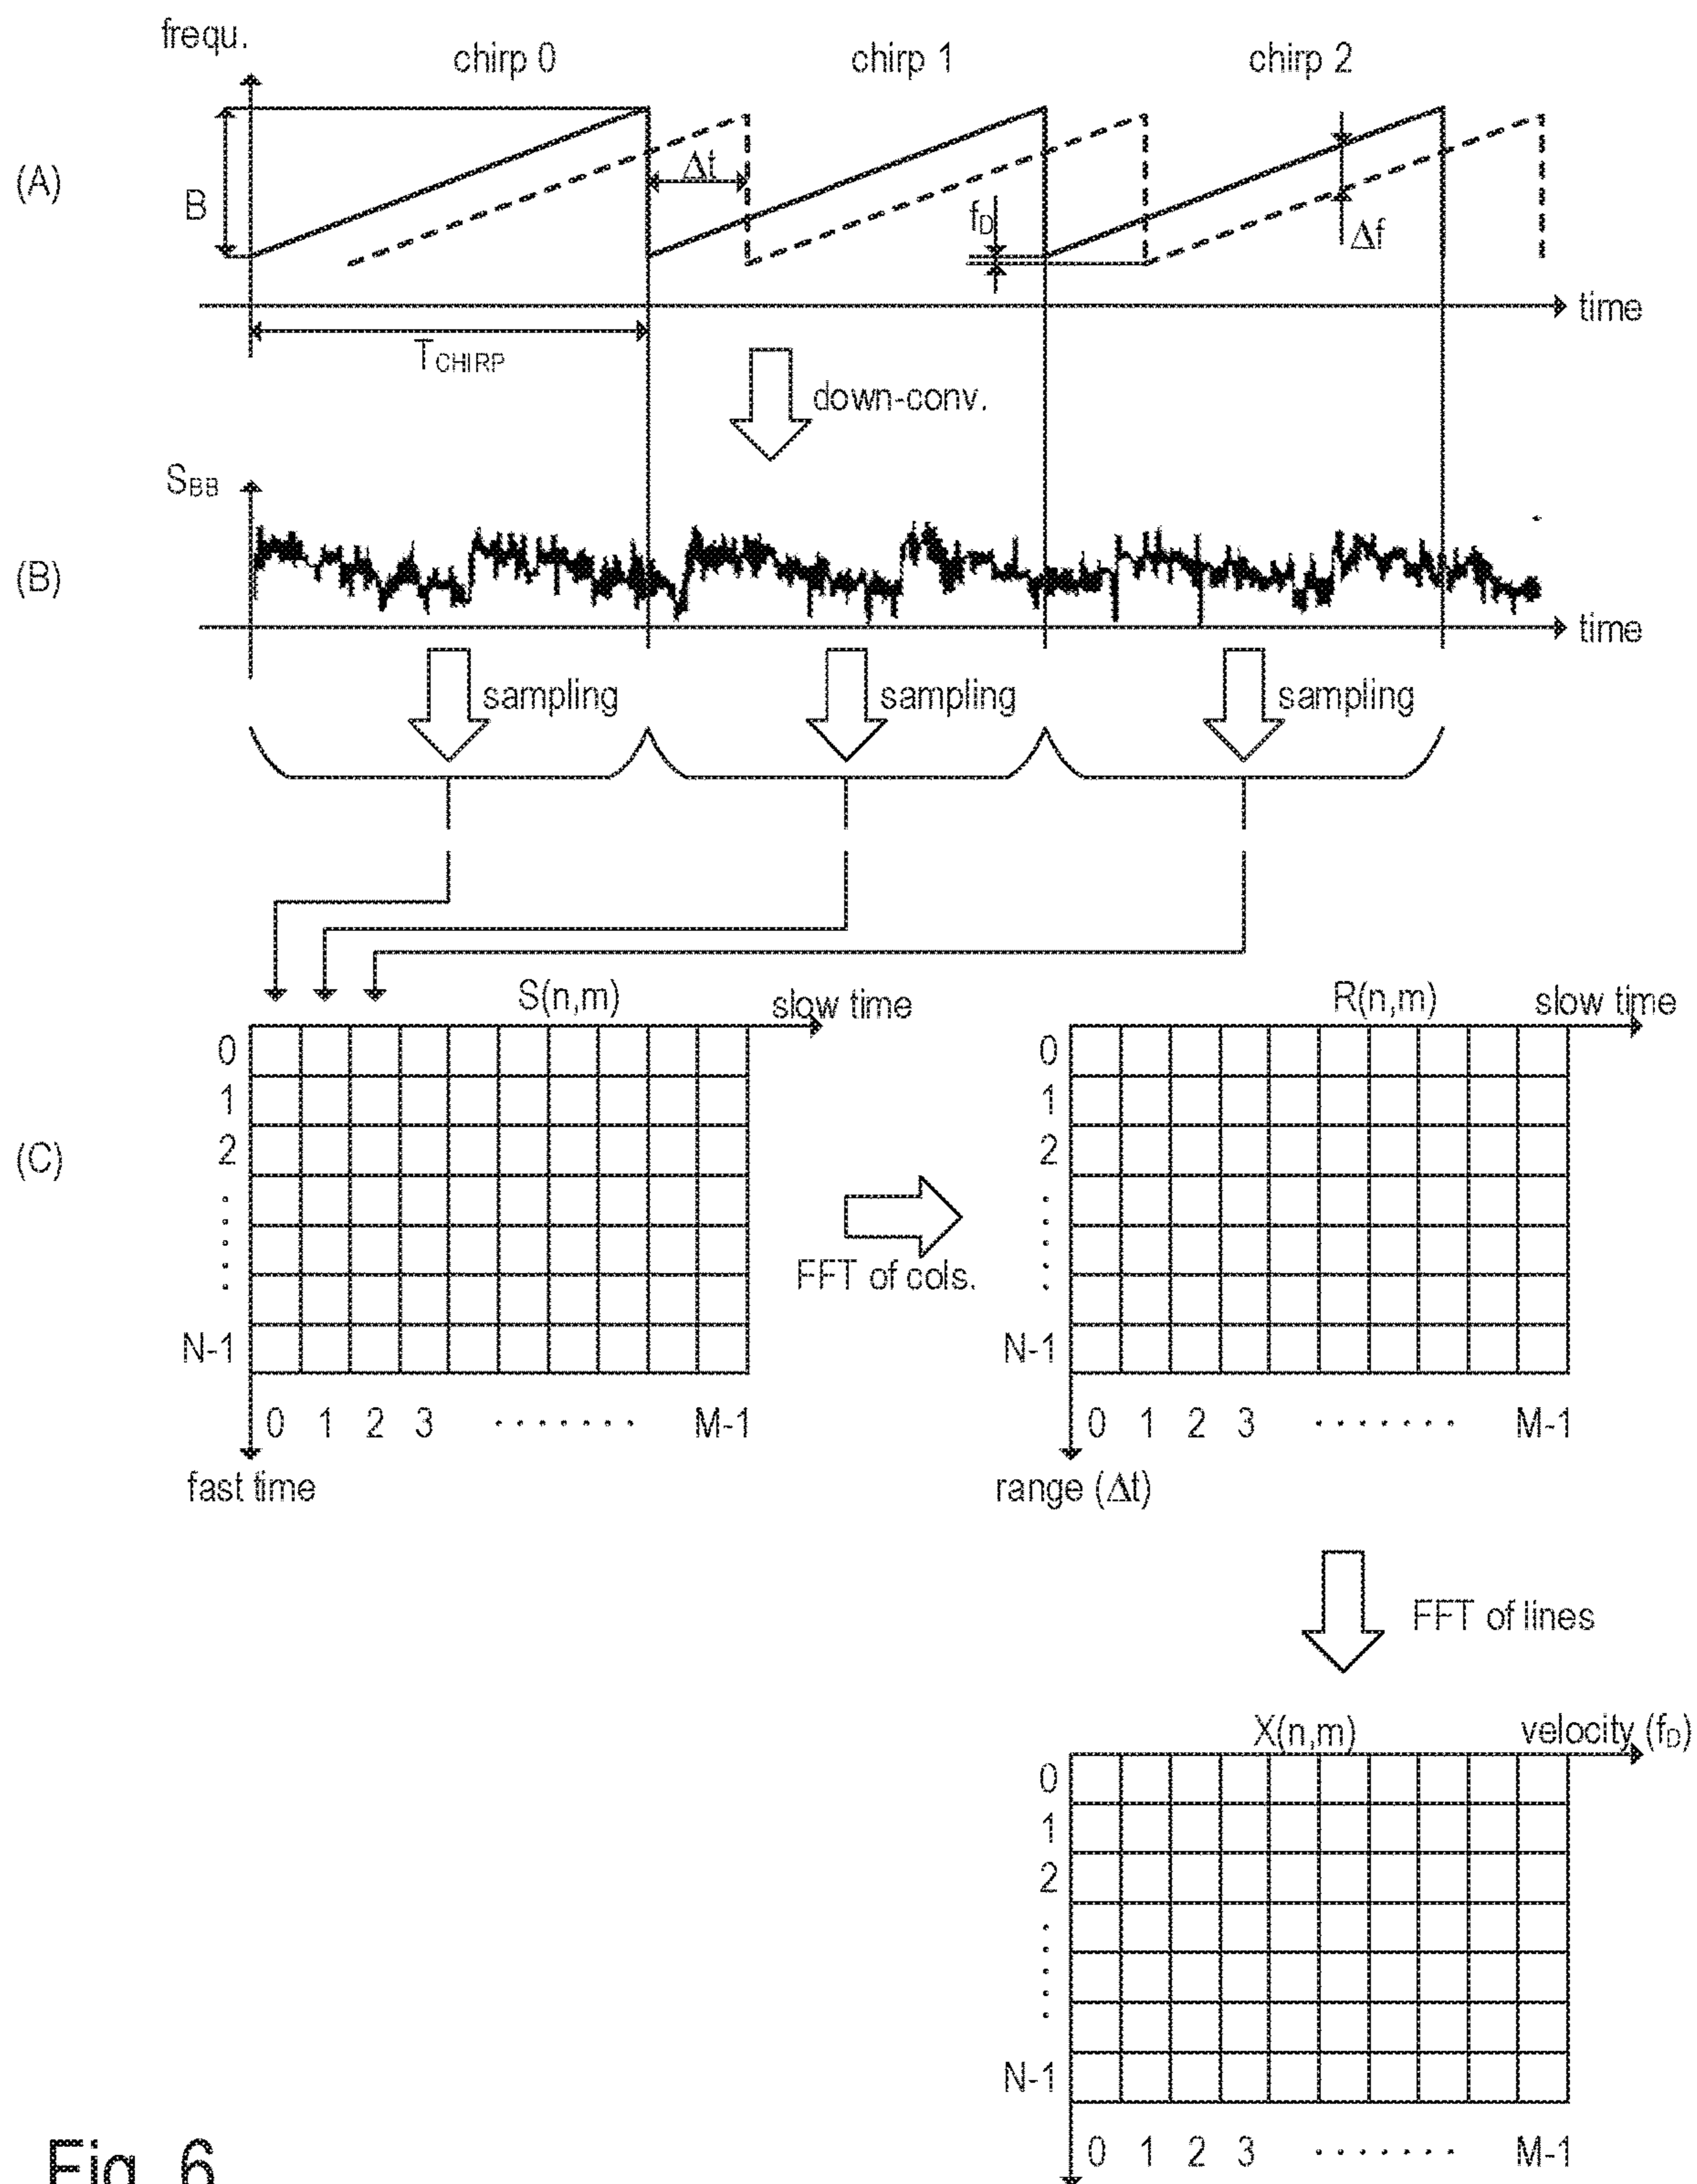 frequ.
chirp 0
chirp 1
chirp 2
(A)
B
Δt
fD
Δf
time
TCHIRP
down-conv.
SBB
(B)
time
sampling
sampling
sampling
S(n,m)
slow time
R(n,m)
slow time
(C)
0
1
2
N-1
0 1 2 3 ······· M-1
fast time
FFT of cols.
0
1
2
N-1
0 1 2 3 ······· M-1
range (Δt)
FFT of lines
X(n,m)
velocity (fD)
0
1
2
N-1
0 1 2 3 ······· M-1
Fig. 6